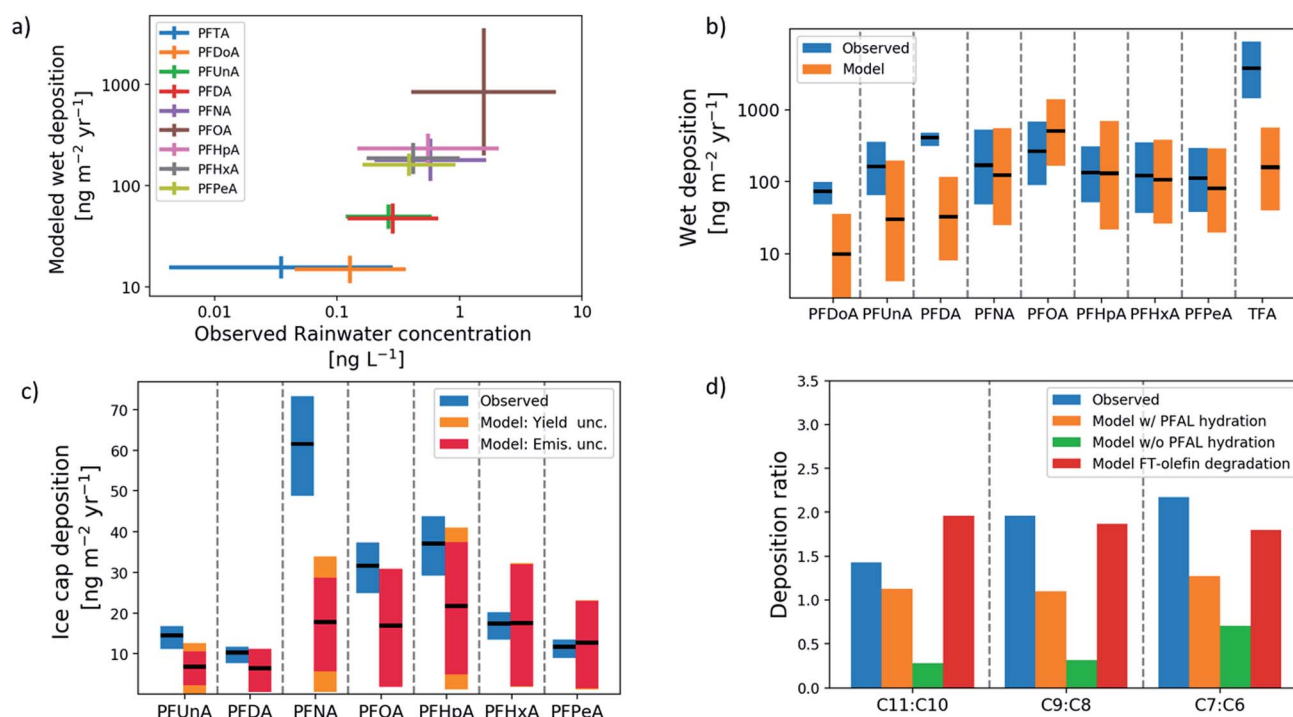 a)
Modeled wet deposition
[ng m⁻² yr⁻¹]
1000
100
10
PFTA
PFDoA
PFUnA
PFDA
PFNA
PFOA
PFHpA
PFHxA
PFPeA
0.01 0.1 1 10
Observed Rainwater concentration
[ng L⁻¹]
b)
Wet deposition
[ng m⁻² yr⁻¹]
1000
100
10
Observed
Model
PFDoA PFUnA PFDA PFNA PFOA PFHpA PFHxA PFPeA TFA
c)
Ice cap deposition
[ng m⁻² yr⁻¹]
70
60
50
40
30
20
10
Observed
Model: Yield unc.
Model: Emis. unc.
PFUnA PFDA PFNA PFOA PFHpA PFHxA PFPeA
d)
Deposition ratio
3.5
3.0
2.5
2.0
1.5
1.0
0.5
0.0
Observed
Model w/ PFAL hydration
Model w/o PFAL hydration
Model FT-olefin degradation
C11:C10 C9:C8 C7:C6